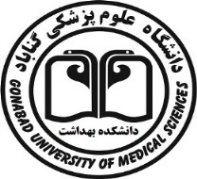 دانشگاه علوم پزشکی گناباد
دانشکده بهداشت
GONABAD UNIVERSITY OF MEDICAL SCIENCES